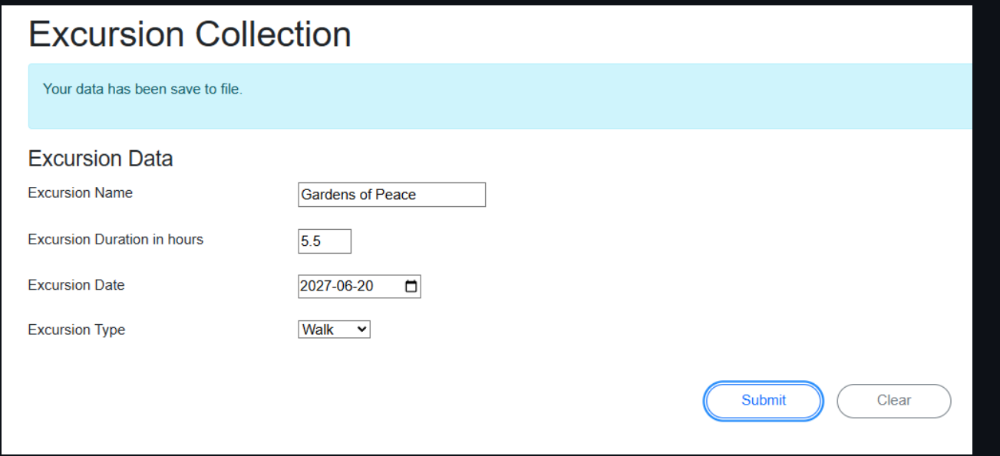 Excursion Collection
Your data has been save to file.
Excursion Data
Excursion Name Gardens of Peace
Excursion Duration in hours 5.5
Excursion Date 2027-06-20
Excursion Type Walk
Submit Clear